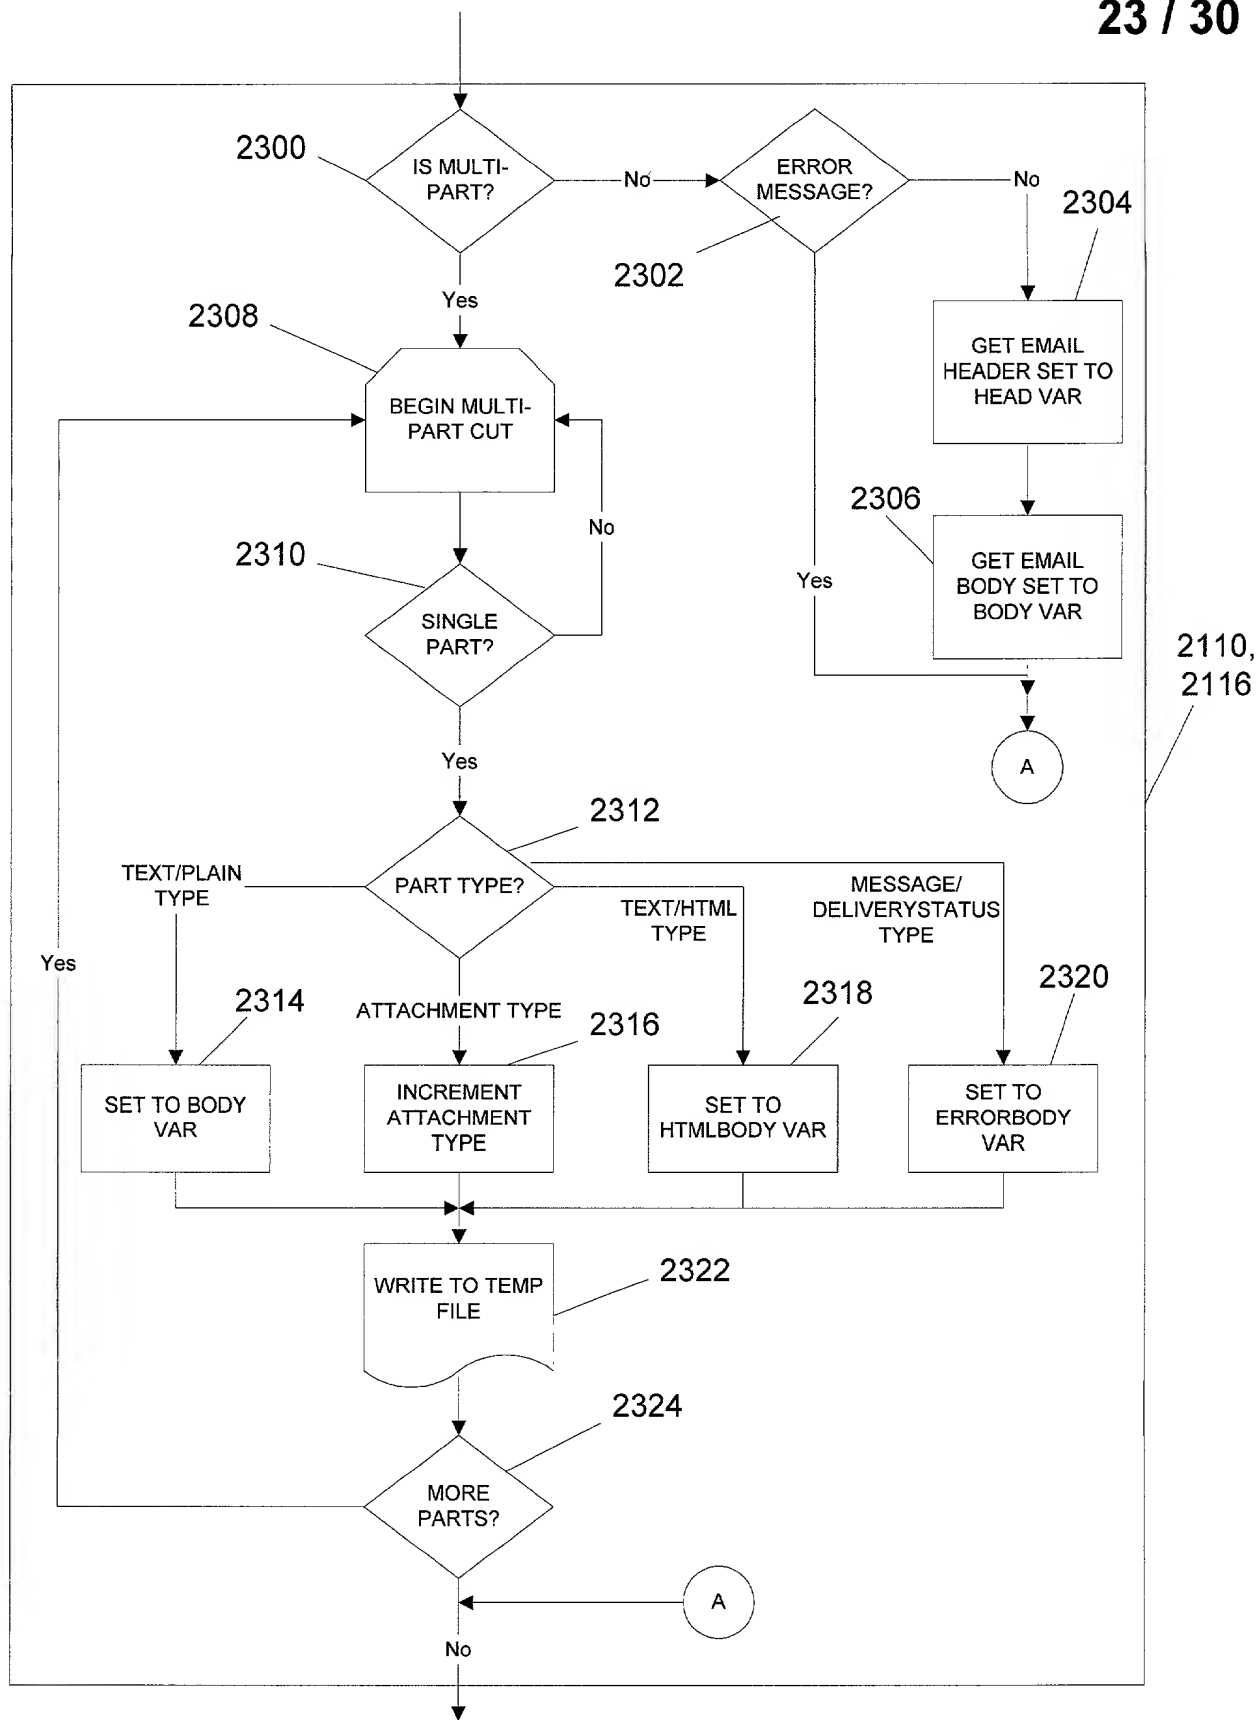 23 / 30
2300
IS MULTI-
PART?
No
ERROR
MESSAGE?
No
2302
2304
Yes
2308
GET EMAIL
HEADER SET TO
HEAD VAR
BEGIN MULTI-
PART CUT
2306
No
2310
GET EMAIL
BODY SET TO
BODY VAR
Yes
SINGLE
PART?
2110,
2116
Yes
A
2312
TEXT/PLAIN
TYPE
PART TYPE?
TEXT/HTML
TYPE
MESSAGE/
DELIVERYSTATUS
TYPE
Yes
2314
ATTACHMENT TYPE
2316
2318
2320
SET TO BODY
VAR
INCREMENT
ATTACHMENT
TYPE
SET TO
HTMLBODY VAR
SET TO
ERRORBODY
VAR
WRITE TO TEMP
FILE
2322
2324
MORE
PARTS?
A
No